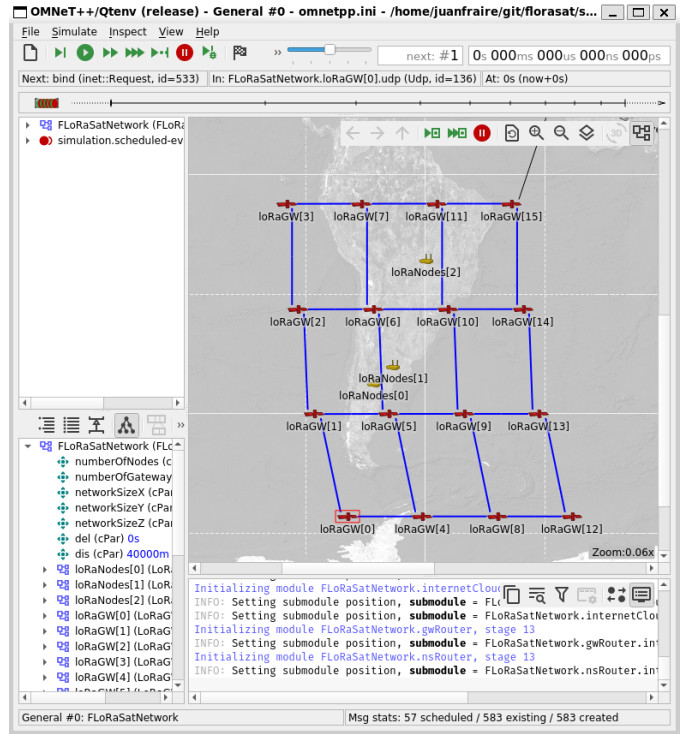 OMNeT++/Qtenv (release) - General #0 - omnetpp.ini - /home/juanfraire/git/florasat/s...
File Simulate Inspect View Help
next: #1 0s 000ms 000us 000ns 000ps
Next: bind (inet::Request, id=533) In: FLoRaSatNetwork.loRaGW[0].udp (Udp, id=136) At: 0s (now+0s)
FLoRaSatNetwork (FLoRa
simulation.scheduled-ev
3D
loRaGW[3] loRaGW[7] loRaGW[11] loRaGW[15]
loRaNodes[2]
loRaGW[2] loRaGW[6] loRaGW[10] loRaGW[14]
loRaNodes[1]
loRaNodes[0]
loRaGW[1] loRaGW[5] loRaGW[9] loRaGW[13]
loRaGW[0] loRaGW[4] loRaGW[8] loRaGW[12]
Zoom:0.06x
FLoRaSatNetwork (FLo
numberOfNodes (c
numberOfGateway
networkSizeX (cPar
networkSizeY (cPar
networkSizeZ (cPar
del (cPar) 0s
dis (cPar) 40000m
loRaNodes[0] (LoRa
loRaNodes[1] (LoRa
loRaNodes[2] (LoRa
loRaGW[0] (LoRaG
loRaGW[1] (LoRaG
loRaGW[2] (LoRaG
loRaGW[3] (LoRaG
loRaGW[4] (LoRaG
Initializing module FLoRaSatNetwork.internetClou
INFO: Setting submodule position, submodule = FLoRaSatNetwork.internetClou
Initializing module FLoRaSatNetwork.gwRouter, stage 13
INFO: Setting submodule position, submodule = FLoRaSatNetwork.gwRouter.in
Initializing module FLoRaSatNetwork.nsRouter, stage 13
INFO: Setting submodule position, submodule = FLoRaSatNetwork.nsRouter.in
General #0: FLoRaSatNetwork Msg stats: 57 scheduled / 583 existing / 583 created